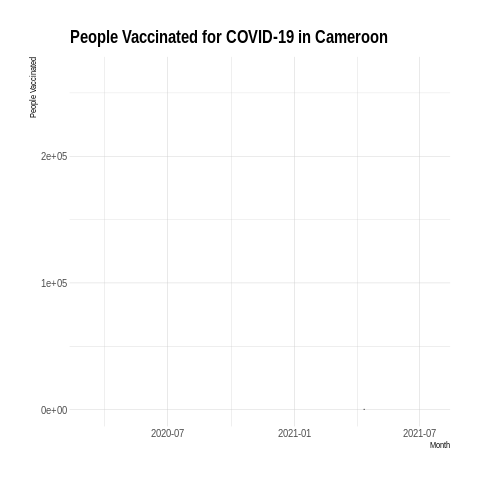 People Vaccinated for COVID-19 in Cameroon
People Vaccinated
2e+05
1e+05
0e+00
2020-07
2021-01
2021-07
Month